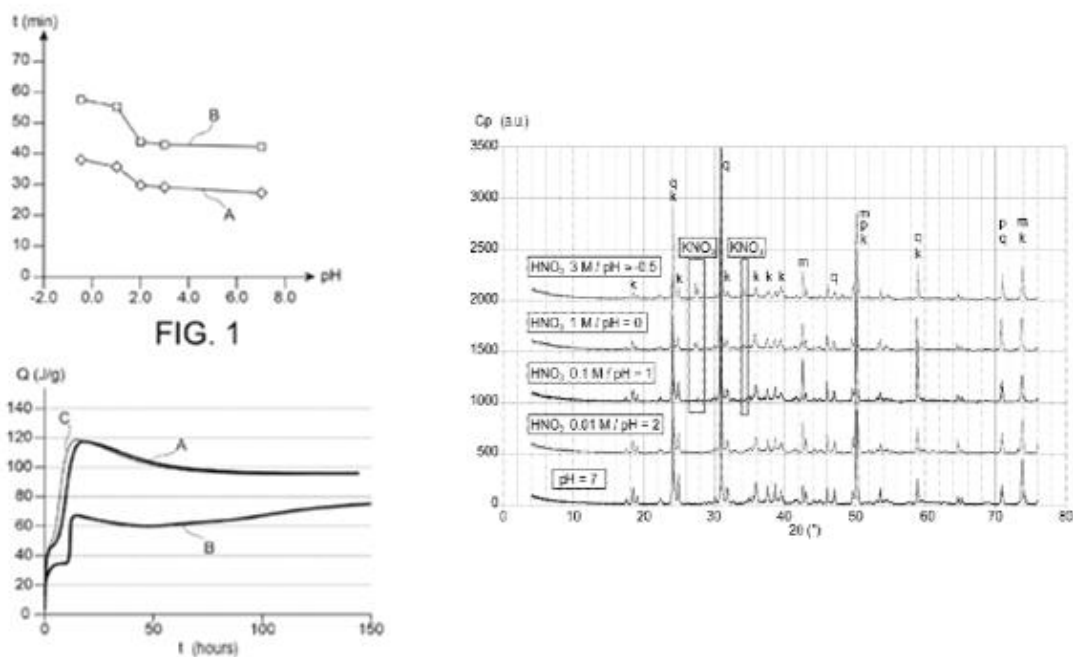 t (min)
70
60
50
40
30
20
10
0
B
A
-2.0 0.0 2.0 4.0 6.0 8.0 pH
FIG. 1
Q (J/g)
140
120
100
80
60
40
20
0
C
A
B
0 50 100 150
t (hours)
Cp (a.u.)
3500
3000
2500
2000
1500
1000
500
0
q
k
q
m
p
k
q
k
p
q
m
k
KNO₃ KNO₃
HNO₃ 3 M / pH = -0.5
k k k k k k m q
HNO₃ 1 M / pH = 0
HNO₃ 0.1 M / pH = 1
HNO₃ 0.01 M / pH = 2
pH = 7
0 10 20 30 40 50 60 70 80
2θ (°)